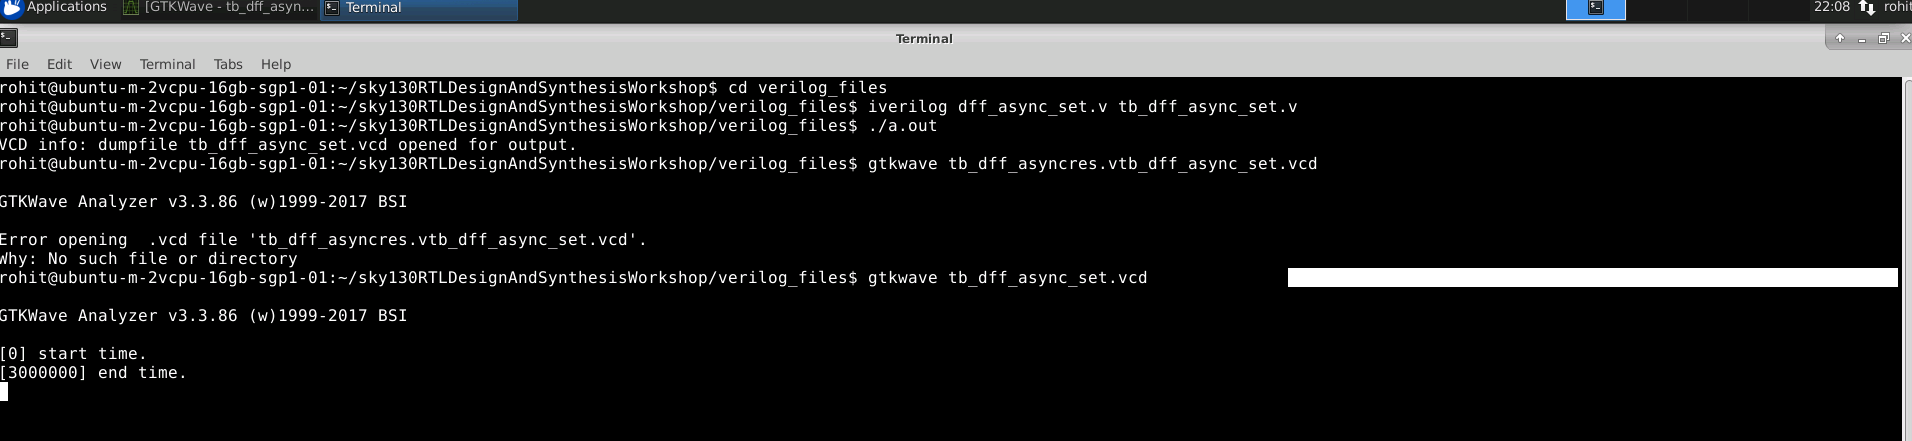 Applications [GTKWave - tb_dff_asyn... Terminal 22:08 rohit
Terminal
File Edit View Terminal Tabs Help
rohit@ubuntu-m-2vcpu-16gb-sgp1-01:~/sky130RTLDesignAndSynthesisWorkshop$ cd verilog_files
rohit@ubuntu-m-2vcpu-16gb-sgp1-01:~/sky130RTLDesignAndSynthesisWorkshop/verilog_files$ iverilog dff_async_set.v tb_dff_async_set.v
rohit@ubuntu-m-2vcpu-16gb-sgp1-01:~/sky130RTLDesignAndSynthesisWorkshop/verilog_files$ ./a.out
VCD info: dumpfile tb_dff_async_set.vcd opened for output.
rohit@ubuntu-m-2vcpu-16gb-sgp1-01:~/sky130RTLDesignAndSynthesisWorkshop/verilog_files$ gtkwave tb_dff_asyncres.vtb_dff_async_set.vcd
GTKWave Analyzer v3.3.86 (w)1999-2017 BSI
Error opening  .vcd file 'tb_dff_asyncres.vtb_dff_async_set.vcd'.
Why: No such file or directory
rohit@ubuntu-m-2vcpu-16gb-sgp1-01:~/sky130RTLDesignAndSynthesisWorkshop/verilog_files$ gtkwave tb_dff_async_set.vcd
GTKWave Analyzer v3.3.86 (w)1999-2017 BSI
[0] start time.
[3000000] end time.